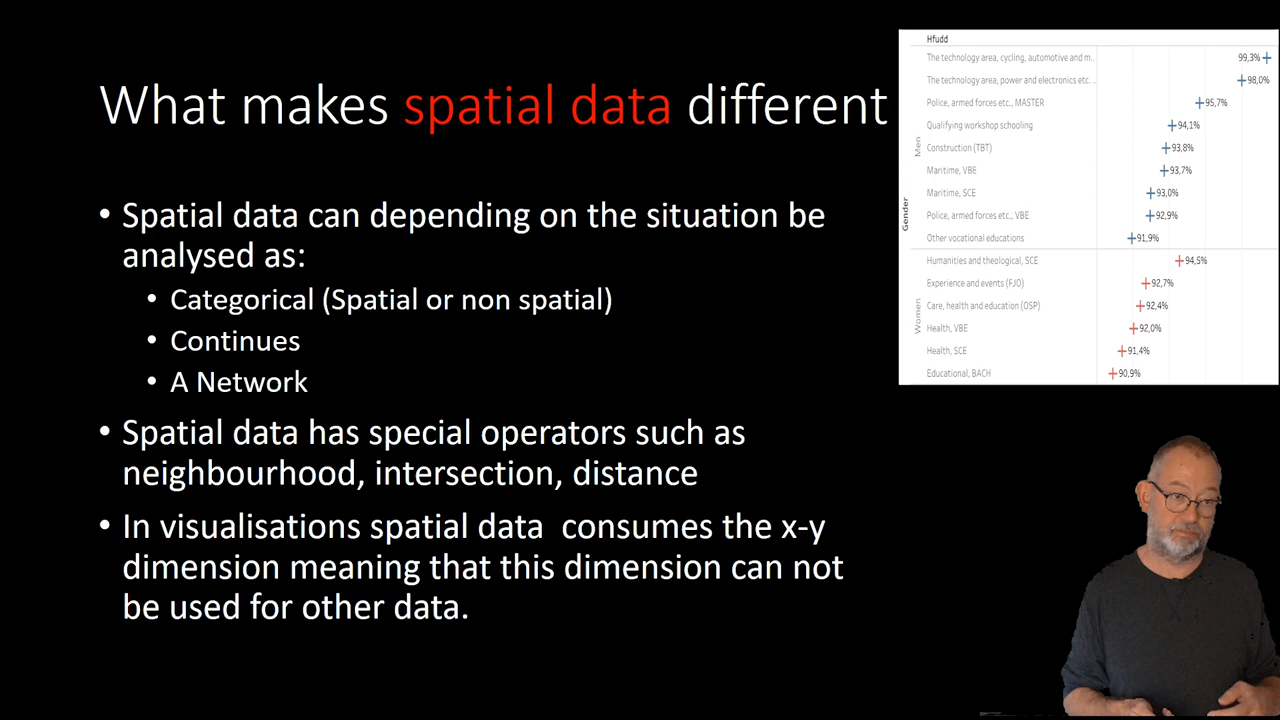 What makes spatial data different
• Spatial data can depending on the situation be
analysed as:
• Categorical (Spatial or non spatial)
• Continues
• A Network
• Spatial data has special operators such as
neighbourhood, intersection, distance
• In visualisations spatial data consumes the x-y
dimension meaning that this dimension can not
be used for other data.
Hfudd
Gender
Men
The technology area, cycling, automotive and m.. 99,3%
The technology area, power and electronics etc. .. 98,0%
Police, armed forces etc., MASTER 95,7%
Qualifying workshop schooling 94,1%
Construction (TBT) 93,8%
Maritime, VBE 93,7%
Maritime, SCE 93,0%
Police, armed forces etc., VBE 92,9%
Other vocational educations 91,9%
Women
Humanities and theological, SCE 94,5%
Experience and events (FJO) 92,7%
Care, health and education (OSP) 92,4%
Health, VBE 92,0%
Health, SCE 91,4%
Educational, BACH 90,9%